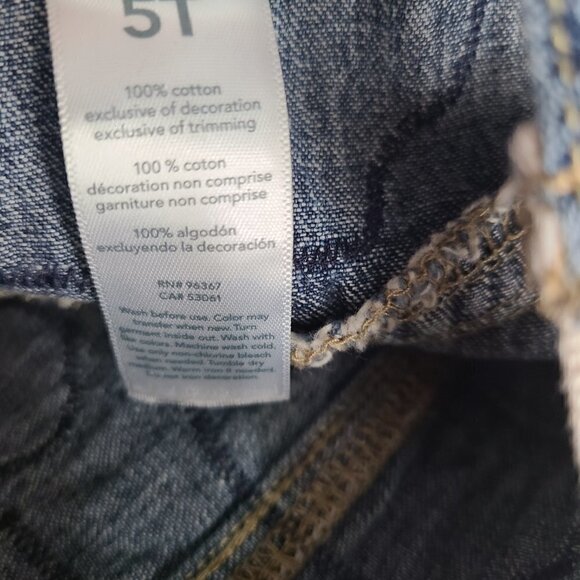 5T
100% cotton
exclusive of decoration
exclusive of trimming
100 % coton
décoration non comprise
garniture non comprise
100% algodón
excluyendo la decoración
RN# 96367
CA# 53061
Wash before use. Color may
transfer when new. Turn
garment inside out. Wash with
like colors. Machine wash cold.
Use only non-chlorine bleach
when needed. Tumble dry
medium. Warm iron if needed.
Do not iron decoration.